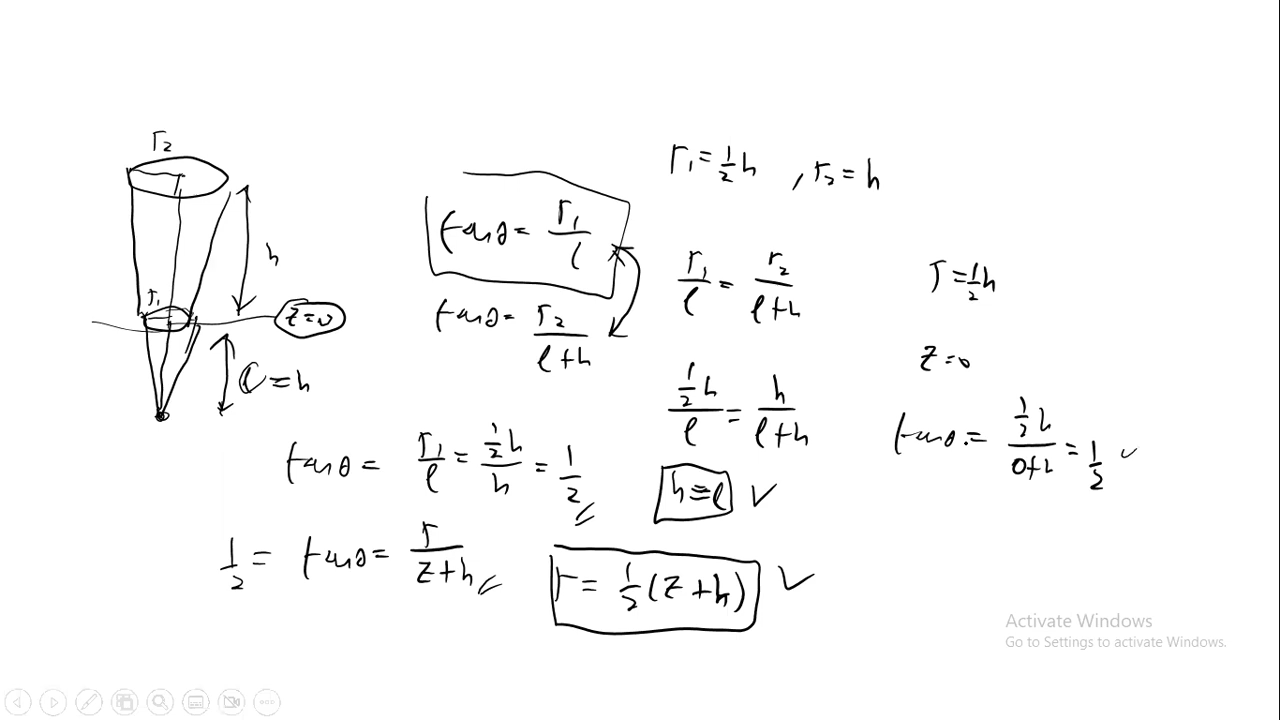 r₂
h
r₁
z=0
ℓ=h
tanθ = r₁/ℓ
tanθ = r₂/(ℓ+h)
r₁ = 1/2 h , r₂ = h
r₁/ℓ = r₂/(ℓ+h)
(1/2 h)/ℓ = h/(ℓ+h)
h = ℓ ✓
r = 1/2 h
z = 0
tanθ = (1/2 h)/(0+h) = 1/2 ✓
tanθ = r₁/ℓ = (1/2 h)/h = 1/2
1/2 = tanθ = r/(z+h)
r = 1/2 (z+h) ✓
Activate Windows
Go to Settings to activate Windows.